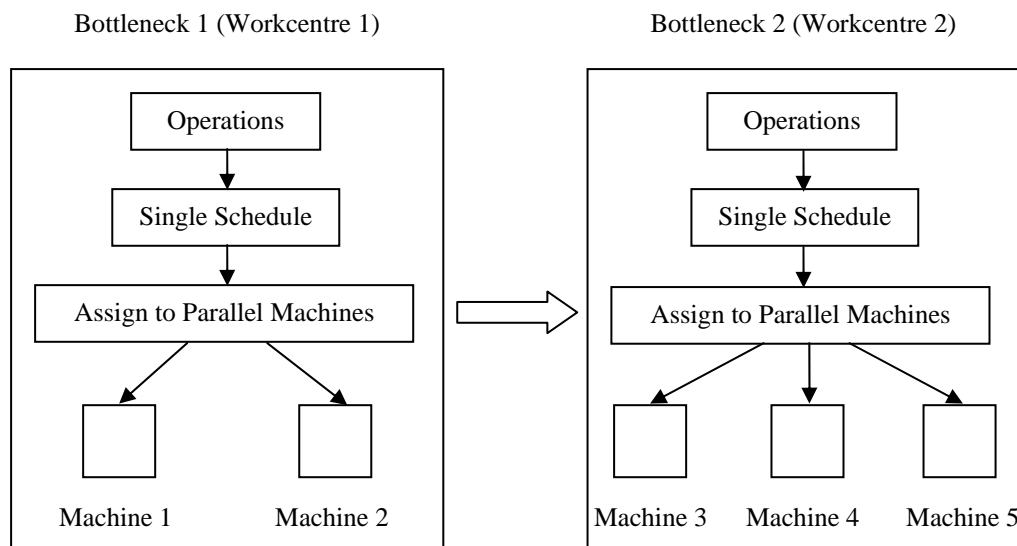 Bottleneck 1 (Workcentre 1)
Operations
Single Schedule
Assign to Parallel Machines
Machine 1
Machine 2
Bottleneck 2 (Workcentre 2)
Operations
Single Schedule
Assign to Parallel Machines
Machine 3
Machine 4
Machine 5